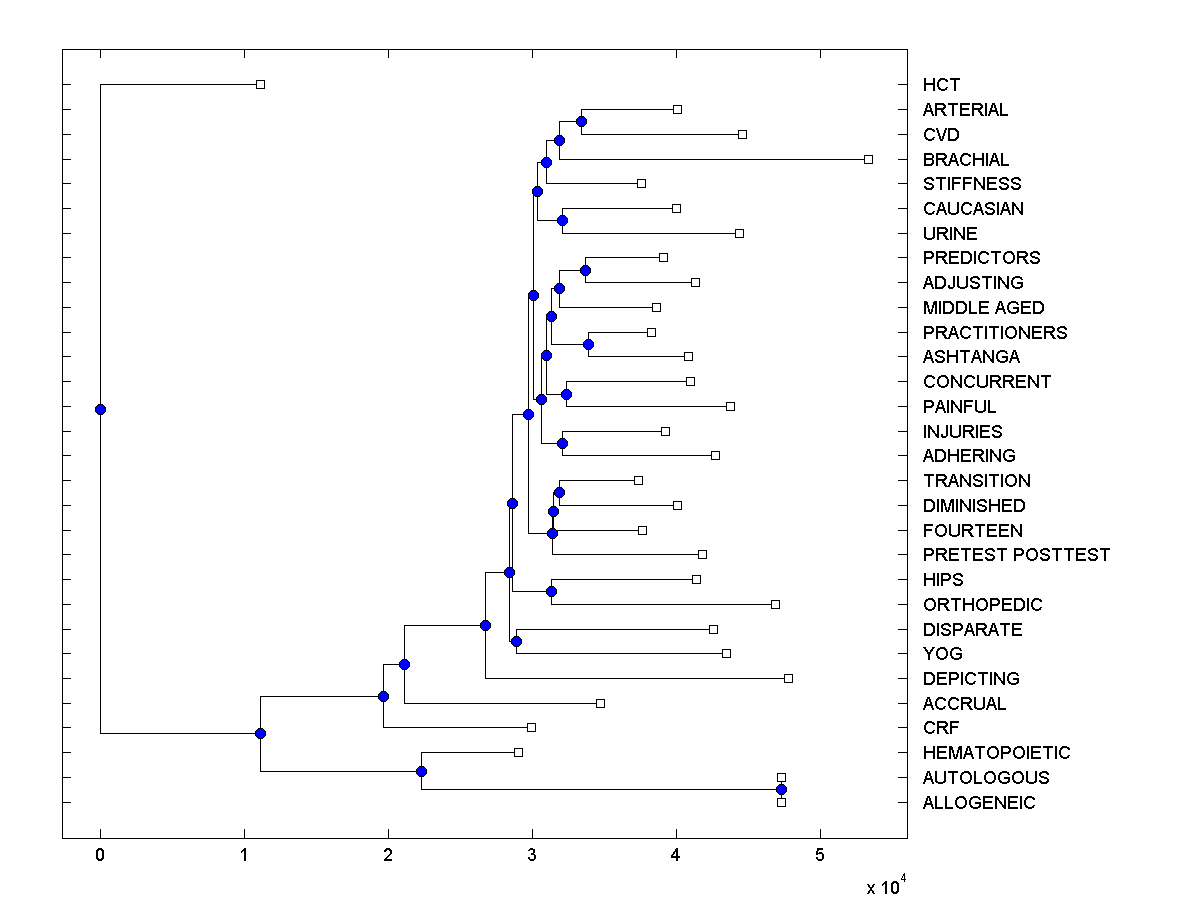 HCT
ARTERIAL
CVD
BRACHIAL
STIFFNESS
CAUCASIAN
URINE
PREDICTORS
ADJUSTING
MIDDLE AGED
PRACTITIONERS
ASHTANGA
CONCURRENT
PAINFUL
INJURIES
ADHERING
TRANSITION
DIMINISHED
FOURTEEN
PRETEST POSTTEST
HIPS
ORTHOPEDIC
DISPARATE
YOG
DEPICTING
ACCRUAL
CRF
HEMATOPOIETIC
AUTOLOGOUS
ALLOGENEIC
0 1 2 3 4 5
x 10^4